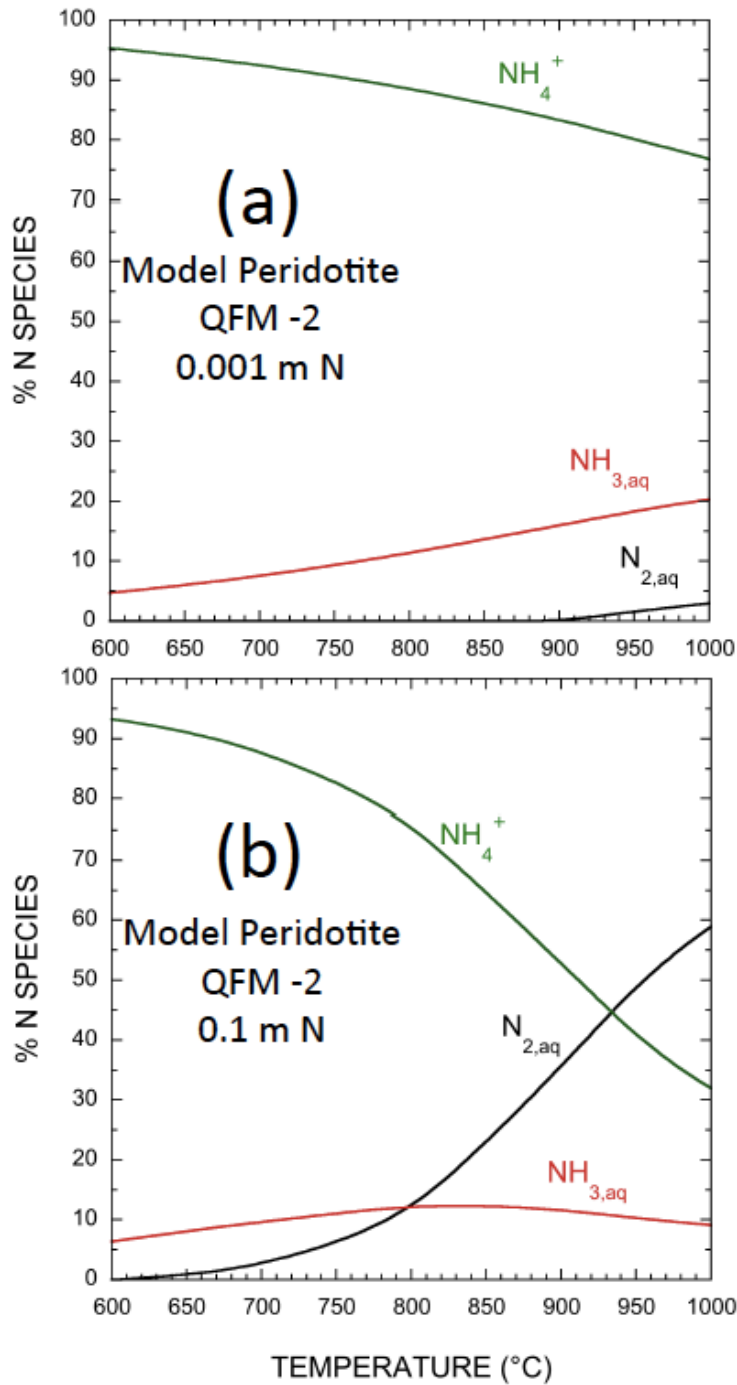 100
90
80
70
60
50
40
30
20
10
0
% N SPECIES
NH4+
(a)
Model Peridotite
QFM -2
0.001 m N
NH3,aq
N2,aq
600 650 700 750 800 850 900 950 1000
100
90
80
70
60
50
40
30
20
10
0
% N SPECIES
NH4+
(b)
Model Peridotite
QFM -2
0.1 m N
N2,aq
NH3,aq
600 650 700 750 800 850 900 950 1000
TEMPERATURE (°C)